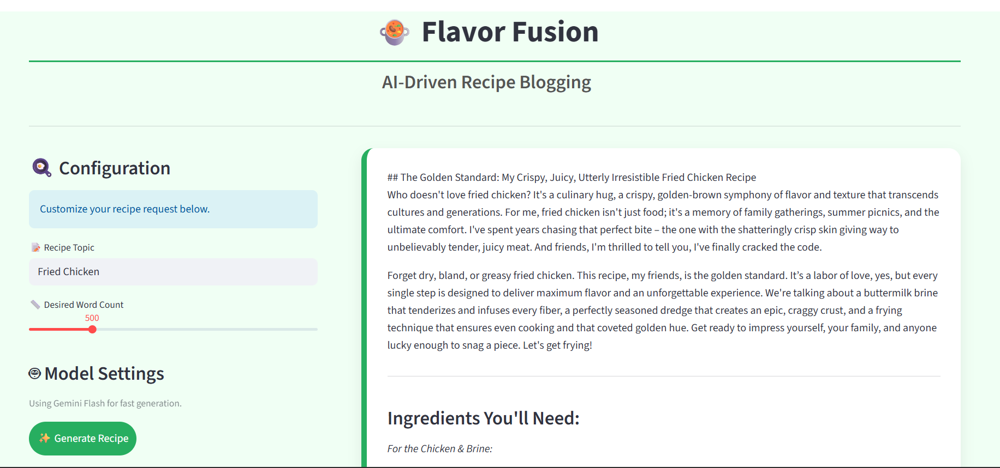 Flavor Fusion
AI-Driven Recipe Blogging
Configuration
Customize your recipe request below.
Recipe Topic
Fried Chicken
Desired Word Count
500
Model Settings
Using Gemini Flash for fast generation.
Generate Recipe
## The Golden Standard: My Crispy, Juicy, Utterly Irresistible Fried Chicken Recipe
Who doesn't love fried chicken? It's a culinary hug, a crispy, golden-brown symphony of flavor and texture that transcends
cultures and generations. For me, fried chicken isn't just food; it's a memory of family gatherings, summer picnics, and the
ultimate comfort. I've spent years chasing that perfect bite – the one with the shatteringly crisp skin giving way to
unbelievably tender, juicy meat. And friends, I'm thrilled to tell you, I've finally cracked the code.
Forget dry, bland, or greasy fried chicken. This recipe, my friends, is the golden standard. It’s a labor of love, yes, but every
single step is designed to deliver maximum flavor and an unforgettable experience. We're talking about a buttermilk brine
that tenderizes and infuses every fiber, a perfectly seasoned dredge that creates an epic, craggy crust, and a frying
technique that ensures even cooking and that coveted golden hue. Get ready to impress yourself, your family, and anyone
lucky enough to snag a piece. Let's get frying!
Ingredients You'll Need:
For the Chicken & Brine: